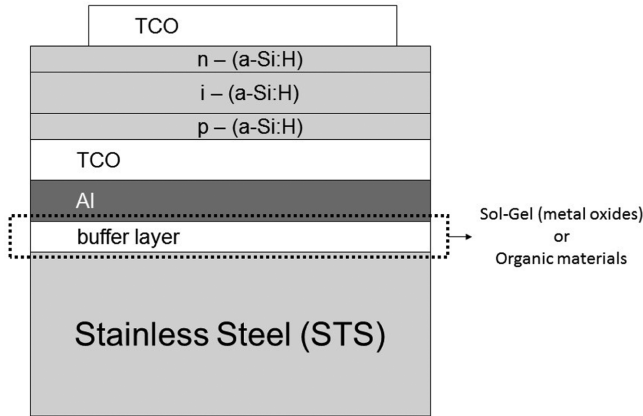 TCO
n – (a-Si:H)
i – (a-Si:H)
p – (a-Si:H)
TCO
Al
buffer layer
Sol-Gel (metal oxides)
or
Organic materials
Stainless Steel (STS)